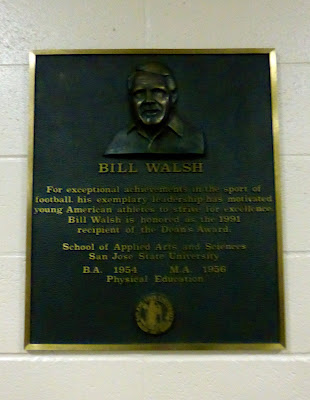 BILL WALSH
For exceptional achievements in the sport of
football, his exemplary leadership has motivated
young American athletes to strive for excellence.
Bill Walsh is honored as the 1991
recipient of the Dean's Award.
School of Applied Arts and Sciences
San Jose State University
B.A. 1954 M.A. 1956
Physical Education